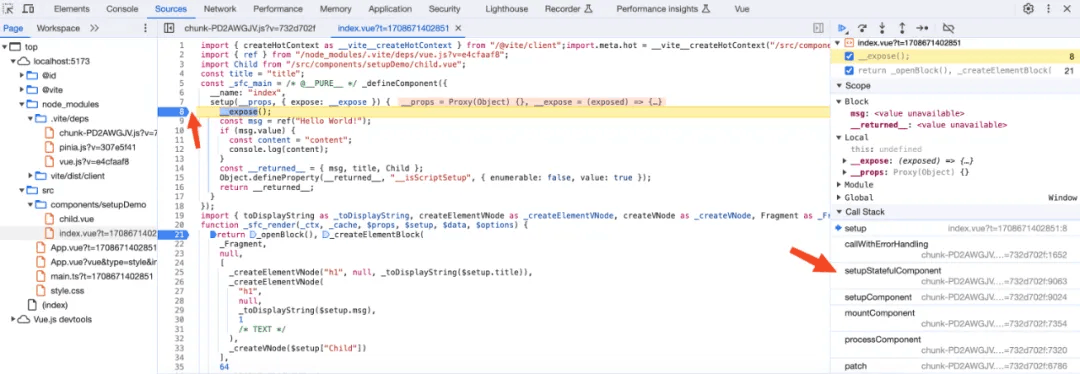 Elements Console Sources Network Performance Memory Application Security Lighthouse Recorder Performance insights Vue
Page Workspace
chunk-PD2AWGJV.js?v=732d702f index.vue?t=1708671402851 ×
top
localhost:5173
@id
@vite
node_modules
.vite/deps
chunk-PD2AWGJV.js?v=7
pinia.js?v=307e5f41
vue.js?v=e4cfaaf8
vite/dist/client
src
components/setupDemo
child.vue
index.vue?t=170867140
App.vue?t=1708671402851
App.vue?vue&type=style&in
main.ts?t=1708671402851
style.css
(index)
Vue.js devtools
1 import { createHotContext as __vite__createHotContext } from "/@vite/client";import.meta.hot = __vite__createHotContext("/src/compon
2 import { ref } from "/node_modules/.vite/deps/vue.js?v=e4cfaaf8";
3 import Child from "/src/components/setupDemo/child.vue";
4 const title = "title";
5 const _sfc_main = /* @__PURE__ */ _defineComponent({
6 __name: "index",
7 setup(__props, { expose: __expose }) { __props = Proxy(Object) {}, __expose = (exposed) => {…}
8 __expose();
9 const msg = ref("Hello World!");
10 if (msg.value) {
11 const content = "content";
12 console.log(content);
13 }
14 const __returned__ = { msg, title, Child };
15 Object.defineProperty(__returned__, "__isScriptSetup", { enumerable: false, value: true });
16 return __returned__;
17 }
18 });
19 import { toDisplayString as _toDisplayString, createElementVNode as _createElementVNode, createVNode as _createVNode, Fragment as _Fr
20 function _sfc_render(_ctx, _cache, $props, $setup, $data, $options) {
21 return _openBlock(), _createElementBlock(
22 _Fragment,
23 null,
24 [
25 _createElementVNode("h1", null, _toDisplayString($setup.title)),
26 _createElementVNode(
27 "h1",
28 null,
29 _toDisplayString($setup.msg),
30 1
31 /* TEXT */
32 ),
33 _createVNode($setup["Child"])
34 ],
35 64
index.vue?t=1708671402851
__expose(); 8
return _openBlock(), _createElementBlock( 21
Scope
Block
msg: <value unavailable>
__returned__: <value unavailable>
Local
this: undefined
__expose: (exposed) => {…}
__props: Proxy(Object) {}
Module
Global Window
Call Stack
setup index.vue?t=1708671402851:8
callWithErrorHandling
chunk-PD2AWGJV.…=732d702f:1652
setupStatefulComponent
chunk-PD2AWGJV.…=732d702f:9063
setupComponent chunk-PD2AWGJV.…=732d702f:9024
mountComponent
chunk-PD2AWGJV.…=732d702f:7354
processComponent
chunk-PD2AWGJV.…=732d702f:7320
patch chunk-PD2AWGJV.…=732d702f:6786